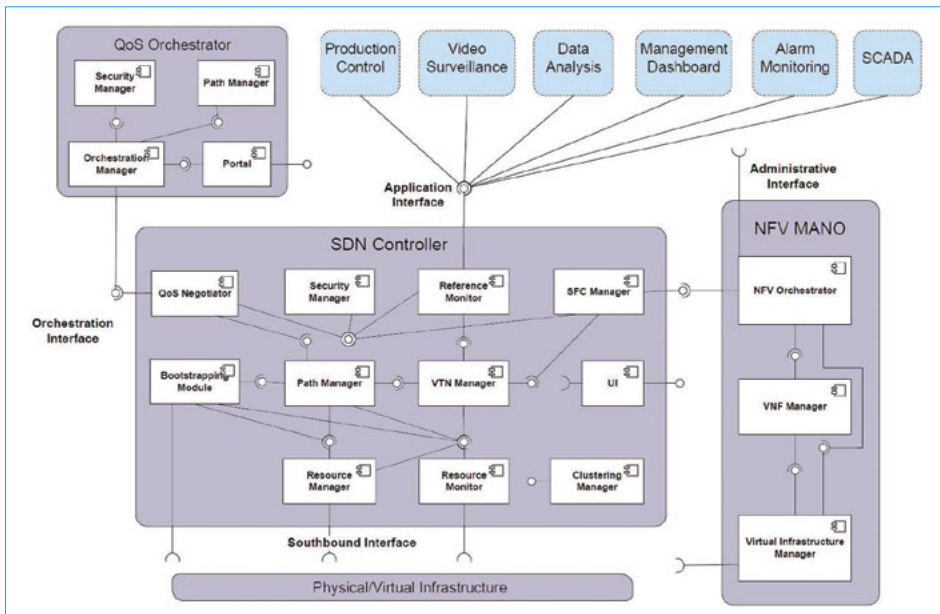 QoS Orchestrator
Security
Manager
Path Manager
Orchestration
Manager
Portal
Production
Control
Video
Surveillance
Data
Analysis
Management
Dashboard
Alarm
Monitoring
SCADA
Application
Interface
Administrative
Interface
SDN Controller
QoS Negotiator
Security
Manager
Reference
Monitor
SFC Manager
Orchestration
Interface
Bootstrapping
Module
Path Manager
VTN Manager
UI
Resource
Manager
Resource
Monitor
Clustering
Manager
Southbound Interface
Physical/Virtual Infrastructure
NFV MANO
NFV Orchestrator
VNF Manager
Virtual Infrastructure
Manager